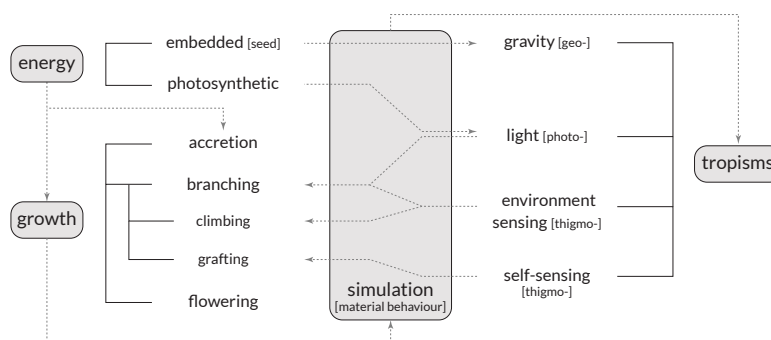 energy
embedded [seed]
photosynthetic
accretion
branching
climbing
grafting
flowering
growth
simulation
[material behaviour]
gravity [geo-]
light [photo-]
environment
sensing [thigmo-]
self-sensing
[thigmo-]
tropisms